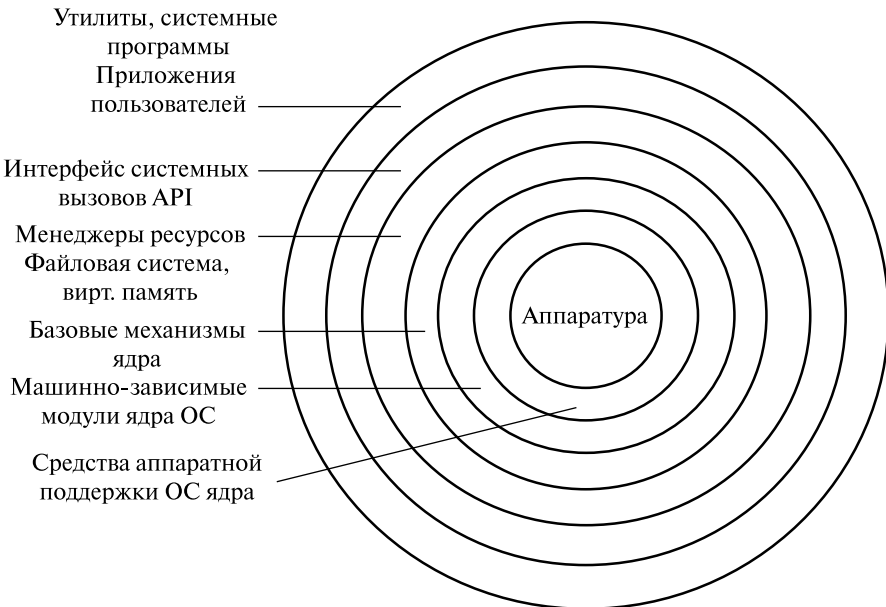 Утилиты, системные
программы
Приложения
пользователей
Интерфейс системных
вызовов API
Менеджеры ресурсов
Файловая система,
вирт. память
Базовые механизмы
ядра
Машинно-зависимые
модули ядра ОС
Средства аппаратной
поддержки ОС ядра
Аппаратура